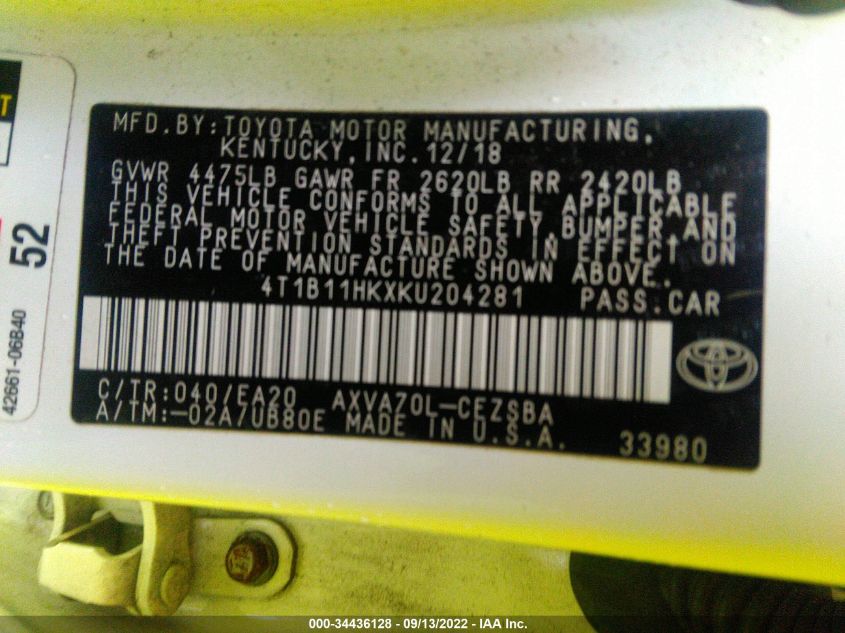 T
52
42661-06B40
MFD.BY:TOYOTA MOTOR MANUFACTURING,
KENTUCKY,INC.12/18
GVWR 4475LB GAWR FR 2620LB RR 2420LB
THIS VEHICLE CONFORMS TO ALL APPLICABLE
FEDERAL MOTOR VEHICLE SAFETY,BUMPER,AND
THEFT PREVENTION STANDARDS IN EFFECT ON
THE DATE OF MANUFACTURE SHOWN ABOVE.
4T1B11HKXKU204281 PASS.CAR
C/TR:040/EA20 AXVA70L-CEZSBA
A/TM:-02A/UB80E MADE IN U.S.A. 33980
000-34436128 - 09/13/2022 - IAA Inc.